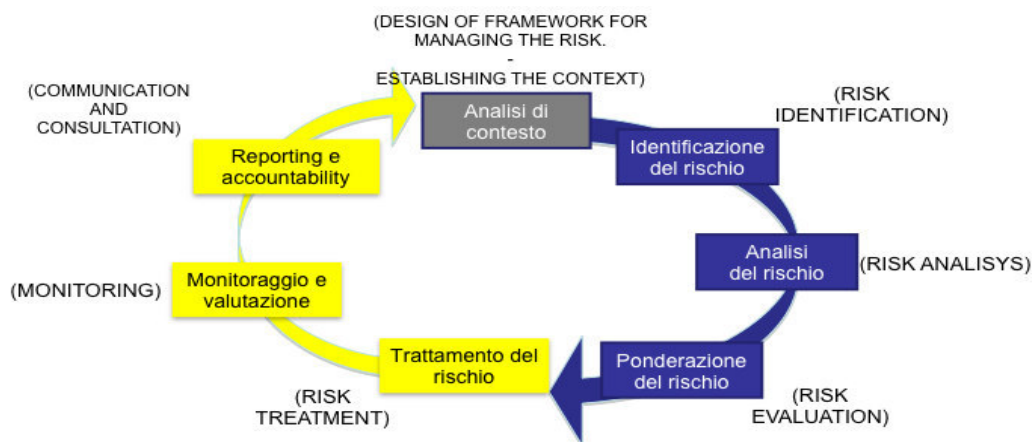 (DESIGN OF FRAMEWORK FOR
MANAGING THE RISK.
-
ESTABLISHING THE CONTEXT)
Analisi di
contesto
(RISK
IDENTIFICATION)
Identificazione
del rischio
Analisi
del rischio
(RISK ANALISYS)
Ponderazione
del rischio
(RISK
EVALUATION)
Trattamento del
rischio
(RISK
TREATMENT)
Monitoraggio e
valutazione
(MONITORING)
Reporting e
accountability
(COMMUNICATION
AND
CONSULTATION)